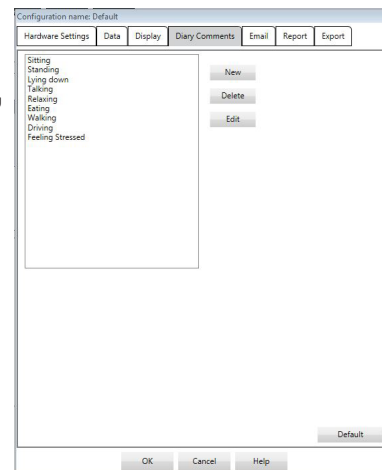 Configuration name: Default
Hardware Settings Data Display Diary Comments Email Report Export
Sitting
Standing
Lying down
Talking
Relaxing
Eating
Walking
Driving
Feeling Stressed
New
Delete
Edit
Default
OK Cancel Help